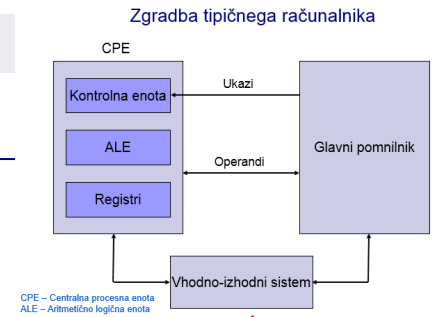 Zgradba tipičnega računalnika
CPE
Kontrolna enota
Ukazi
ALE
Glavni pomnilnik
Operandi
Registri
Vhodno-izhodni sistem
CPE – Centralna procesna enota
ALE – Aritmetično logična enota